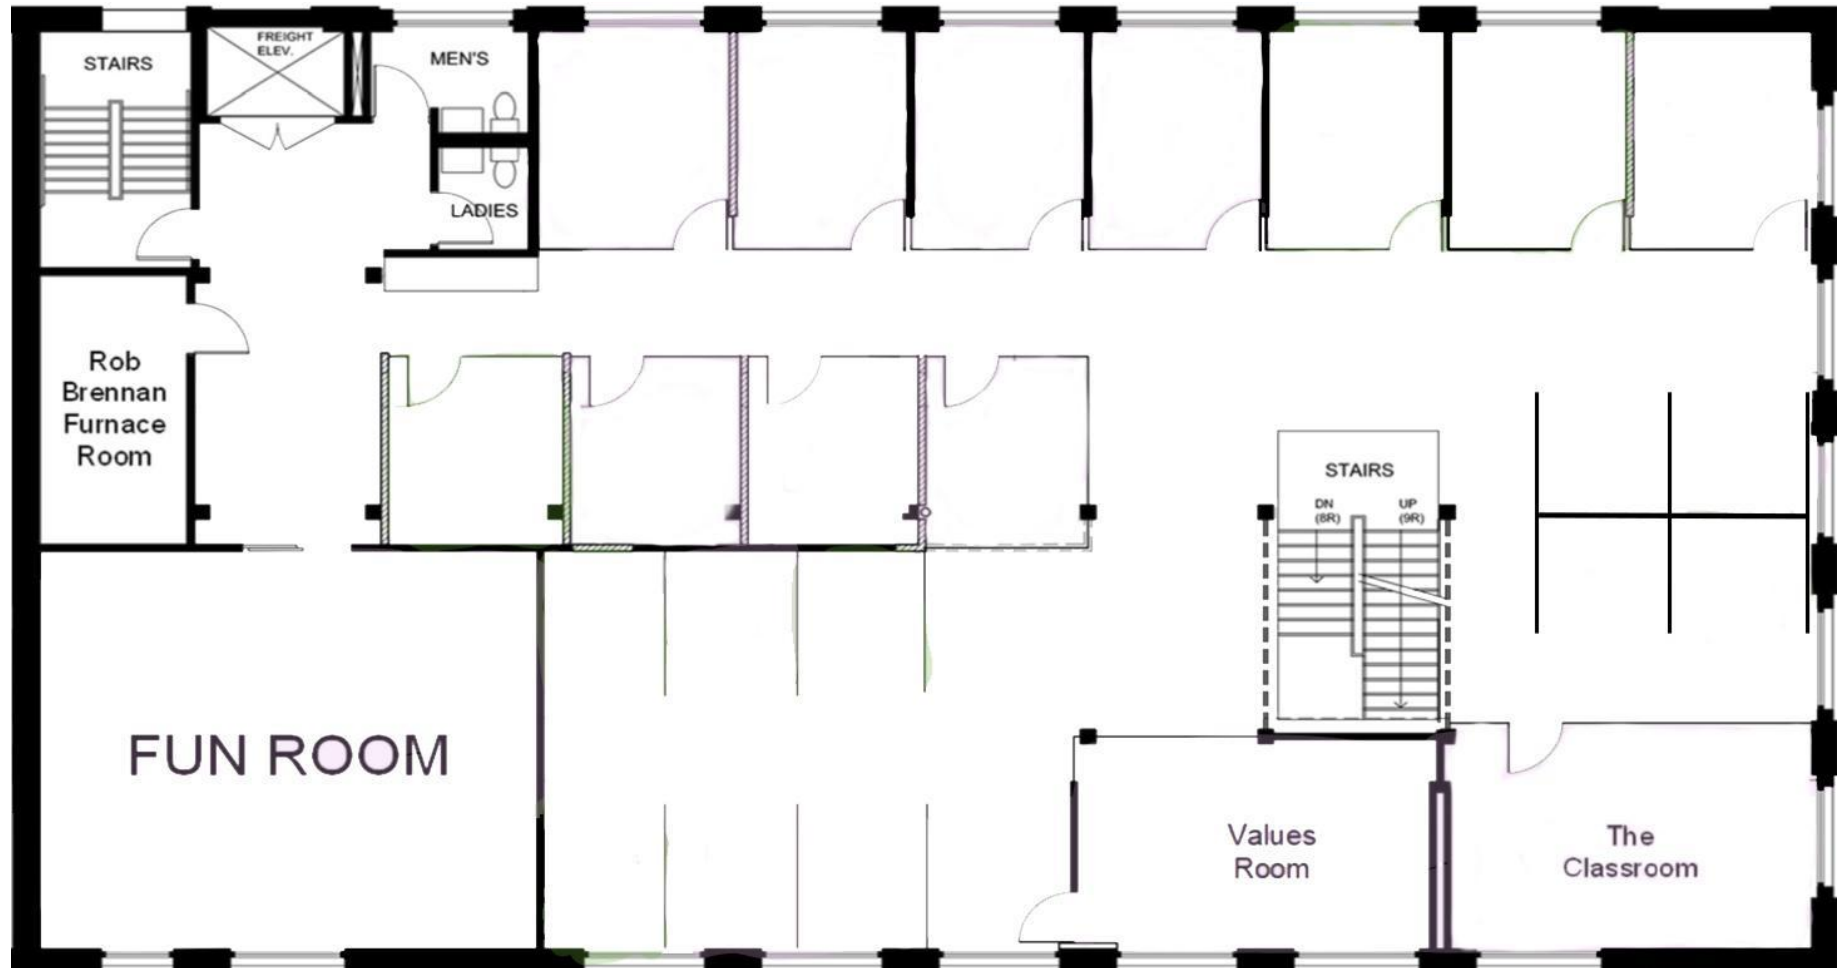 STAIRS
FREIGHT
ELEV.
MEN'S
LADIES
Rob
Brennan
Furnace
Room
STAIRS
DN
(8R)
UP
(9R)
FUN ROOM
Values
Room
The
Classroom